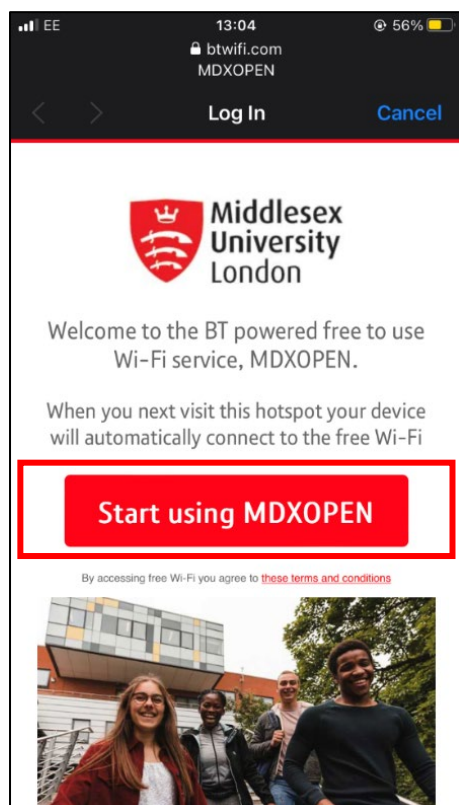 EE 13:04 56%
btwifi.com
MDXOPEN
Log In Cancel
Middlesex
University
London
Welcome to the BT powered free to use
Wi-Fi service, MDXOPEN.
When you next visit this hotspot your device
will automatically connect to the free Wi-Fi
Start using MDXOPEN
By accessing free Wi-Fi you agree to these terms and conditions